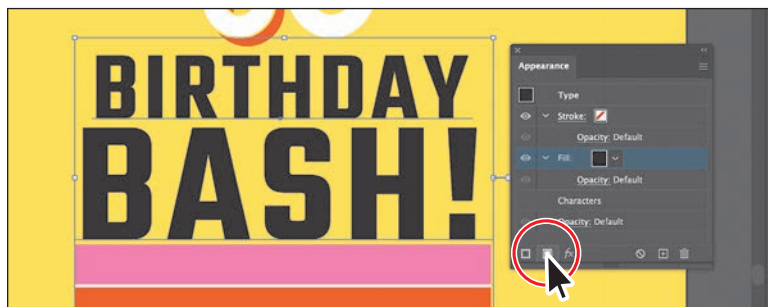 BIRTHDAY
BASH!
Appearance
Type
Stroke:
Opacity: Default
Fill:
Opacity: Default
Characters
Opacity: Default
fx